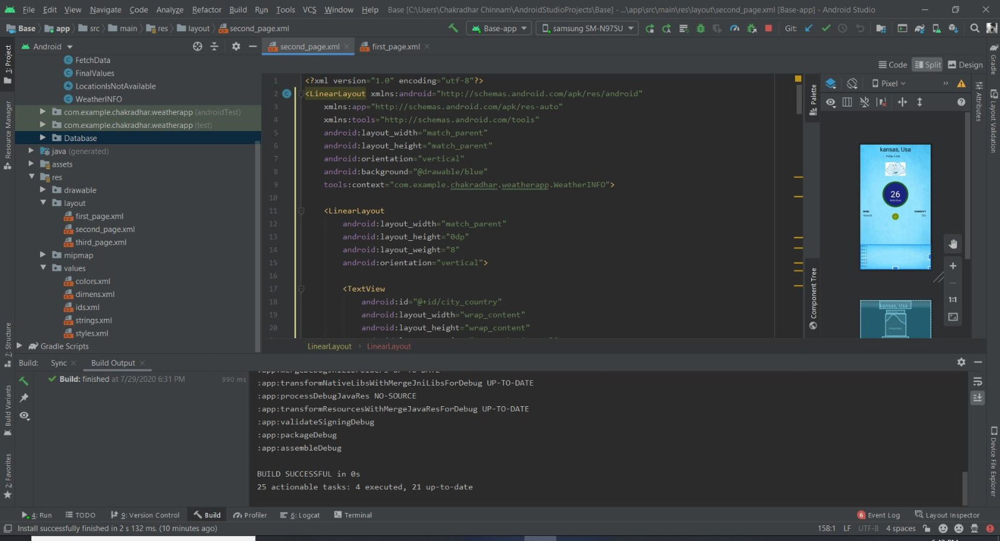 File Edit View Navigate Code Analyze Refactor Build Run Tools VCS Window Help Base [C:\Users\Chakradhar Chinnam\AndroidStudioProjects\Base] - ...\app\src\main\res\layout\second_page.xml [Base-app] - Android Studio
Base app src main res layout second_page.xml Base-app samsung SM-N975U Git:
Android second_page.xml first_page.xml
Code Split Design
Pixel
1: Project
Resource Manager
7: Structure
Build Variants
2: Favorites
FetchData
FinalValues
LocationIsNotAvailable
WeatherINFO
com.example.chakradhar.weatherapp (androidTest)
com.example.chakradhar.weatherapp (test)
Database
java (generated)
assets
res
drawable
layout
first_page.xml
second_page.xml
third_page.xml
mipmap
values
colors.xml
dimens.xml
ids.xml
strings.xml
styles.xml
Gradle Scripts
1 <?xml version="1.0" encoding="utf-8"?>
2 <LinearLayout xmlns:android="http://schemas.android.com/apk/res/android"
3 xmlns:app="http://schemas.android.com/apk/res-auto"
4 xmlns:tools="http://schemas.android.com/tools"
5 android:layout_width="match_parent"
6 android:layout_height="match_parent"
7 android:orientation="vertical"
8 android:background="@drawable/blue"
9 tools:context="com.example.chakradhar.weatherapp.WeatherINFO">
10
11 <LinearLayout
12 android:layout_width="match_parent"
13 android:layout_height="0dp"
14 android:layout_weight="8"
15 android:orientation="vertical">
16
17 <TextView
18 android:id="@+id/city_country"
19 android:layout_width="wrap_content"
20 android:layout_height="wrap_content"
LinearLayout › LinearLayout
Palette
Component Tree
kansas, Usa
26
kansas, Usa
1:1
Gradle
Attributes
Layout Validation
Device File Explorer
Build: Sync Build Output
Build: finished at 7/29/2020 6:31 PM 990 ms
:app:transformNativeLibsWithMergeJniLibsForDebug UP-TO-DATE
:app:processDebugJavaRes NO-SOURCE
:app:transformResourcesWithMergeJavaResForDebug UP-TO-DATE
:app:validateSigningDebug
:app:packageDebug
:app:assembleDebug
BUILD SUCCESSFUL in 0s
25 actionable tasks: 4 executed, 21 up-to-date
4: Run TODO 9: Version Control Build Profiler 6: Logcat Terminal 6 Event Log Layout Inspector
Install successfully finished in 2 s 132 ms. (10 minutes ago) 158:1 LF UTF-8 4 spaces